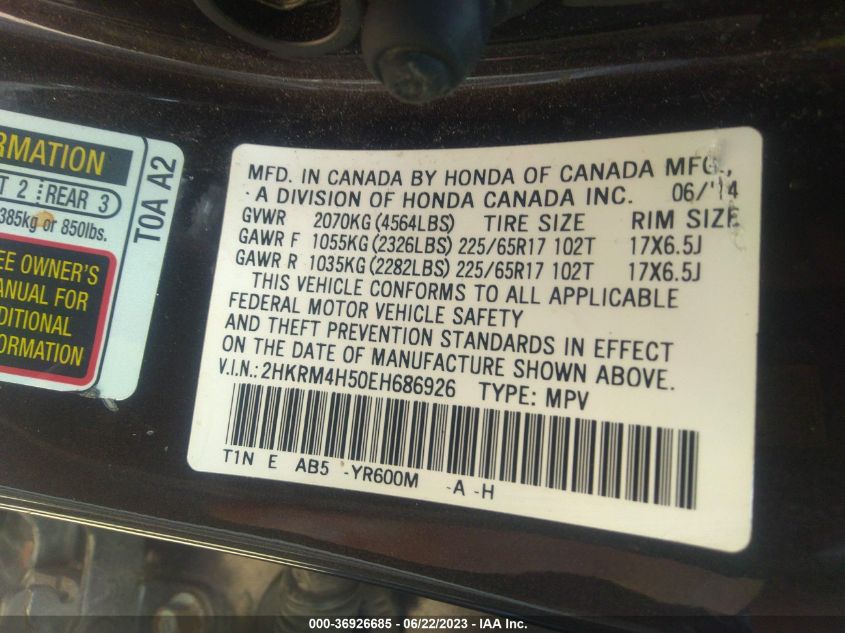 RMATION
T 2 REAR 3
385kg or 850lbs.
EE OWNER'S
ANUAL FOR
DITIONAL
FORMATION
T0A A2
MFD. IN CANADA BY HONDA OF CANADA MFG.,
A DIVISION OF HONDA CANADA INC. 06/'14
GVWR 2070KG (4564LBS) TIRE SIZE RIM SIZE
GAWR F 1055KG (2326LBS) 225/65R17 102T 17X6.5J
GAWR R 1035KG (2282LBS) 225/65R17 102T 17X6.5J
THIS VEHICLE CONFORMS TO ALL APPLICABLE
FEDERAL MOTOR VEHICLE SAFETY
AND THEFT PREVENTION STANDARDS IN EFFECT
ON THE DATE OF MANUFACTURE SHOWN ABOVE.
V.I.N.: 2HKRM4H50EH686926 TYPE: MPV
T1N E AB5 -YR600M -A -H
000-36926685 - 06/22/2023 - IAA Inc.